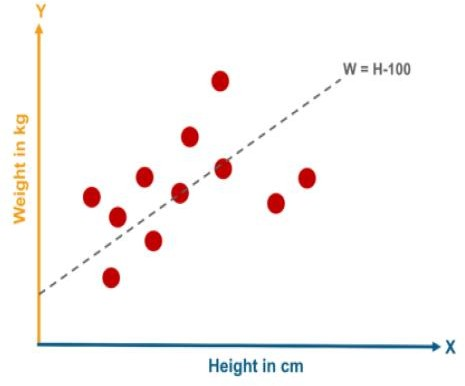 Y
W = H-100
Weight in kg
X
Height in cm